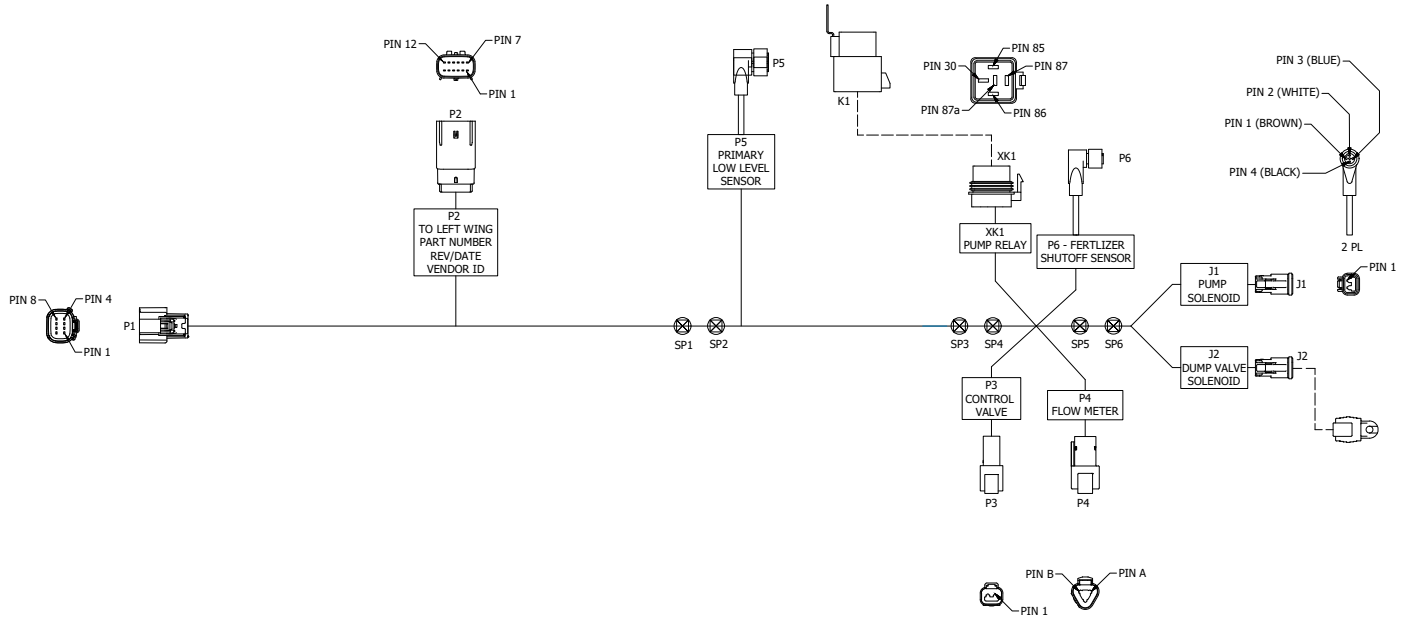 PIN 12
PIN 7
PIN 1
P2
P2
TO LEFT WING
PART NUMBER
REV/DATE
VENDOR ID
PIN 8
PIN 4
PIN 1
P1
P5
P5
PRIMARY
LOW LEVEL
SENSOR
SP1
SP2
K1
PIN 85
PIN 30
PIN 87
PIN 87a
PIN 86
XK1
XK1
PUMP RELAY
P6
P6 - FERTLIZER
SHUTOFF SENSOR
SP3
SP4
SP5
SP6
P3
CONTROL
VALVE
P3
P4
FLOW METER
P4
PIN 1
PIN B
PIN A
PIN 3 (BLUE)
PIN 2 (WHITE)
PIN 1 (BROWN)
PIN 4 (BLACK)
2 PL
J1
PUMP
SOLENOID
J1
PIN 1
J2
DUMP VALVE
SOLENOID
J2